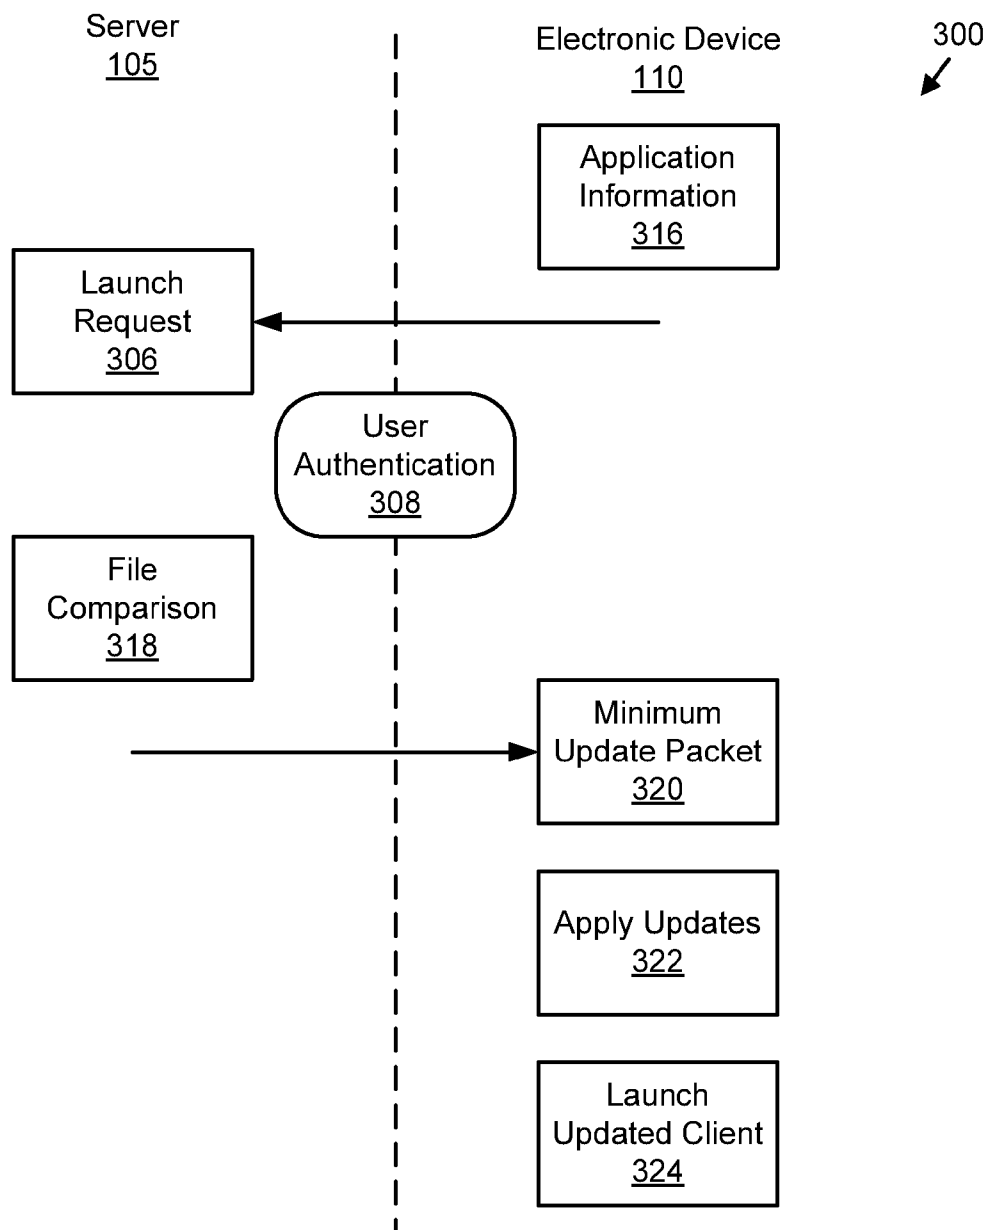 Server
105
Electronic Device
110
300
Application
Information
316
Launch
Request
306
User
Authentication
308
File
Comparison
318
Minimum
Update Packet
320
Apply Updates
322
Launch
Updated Client
324